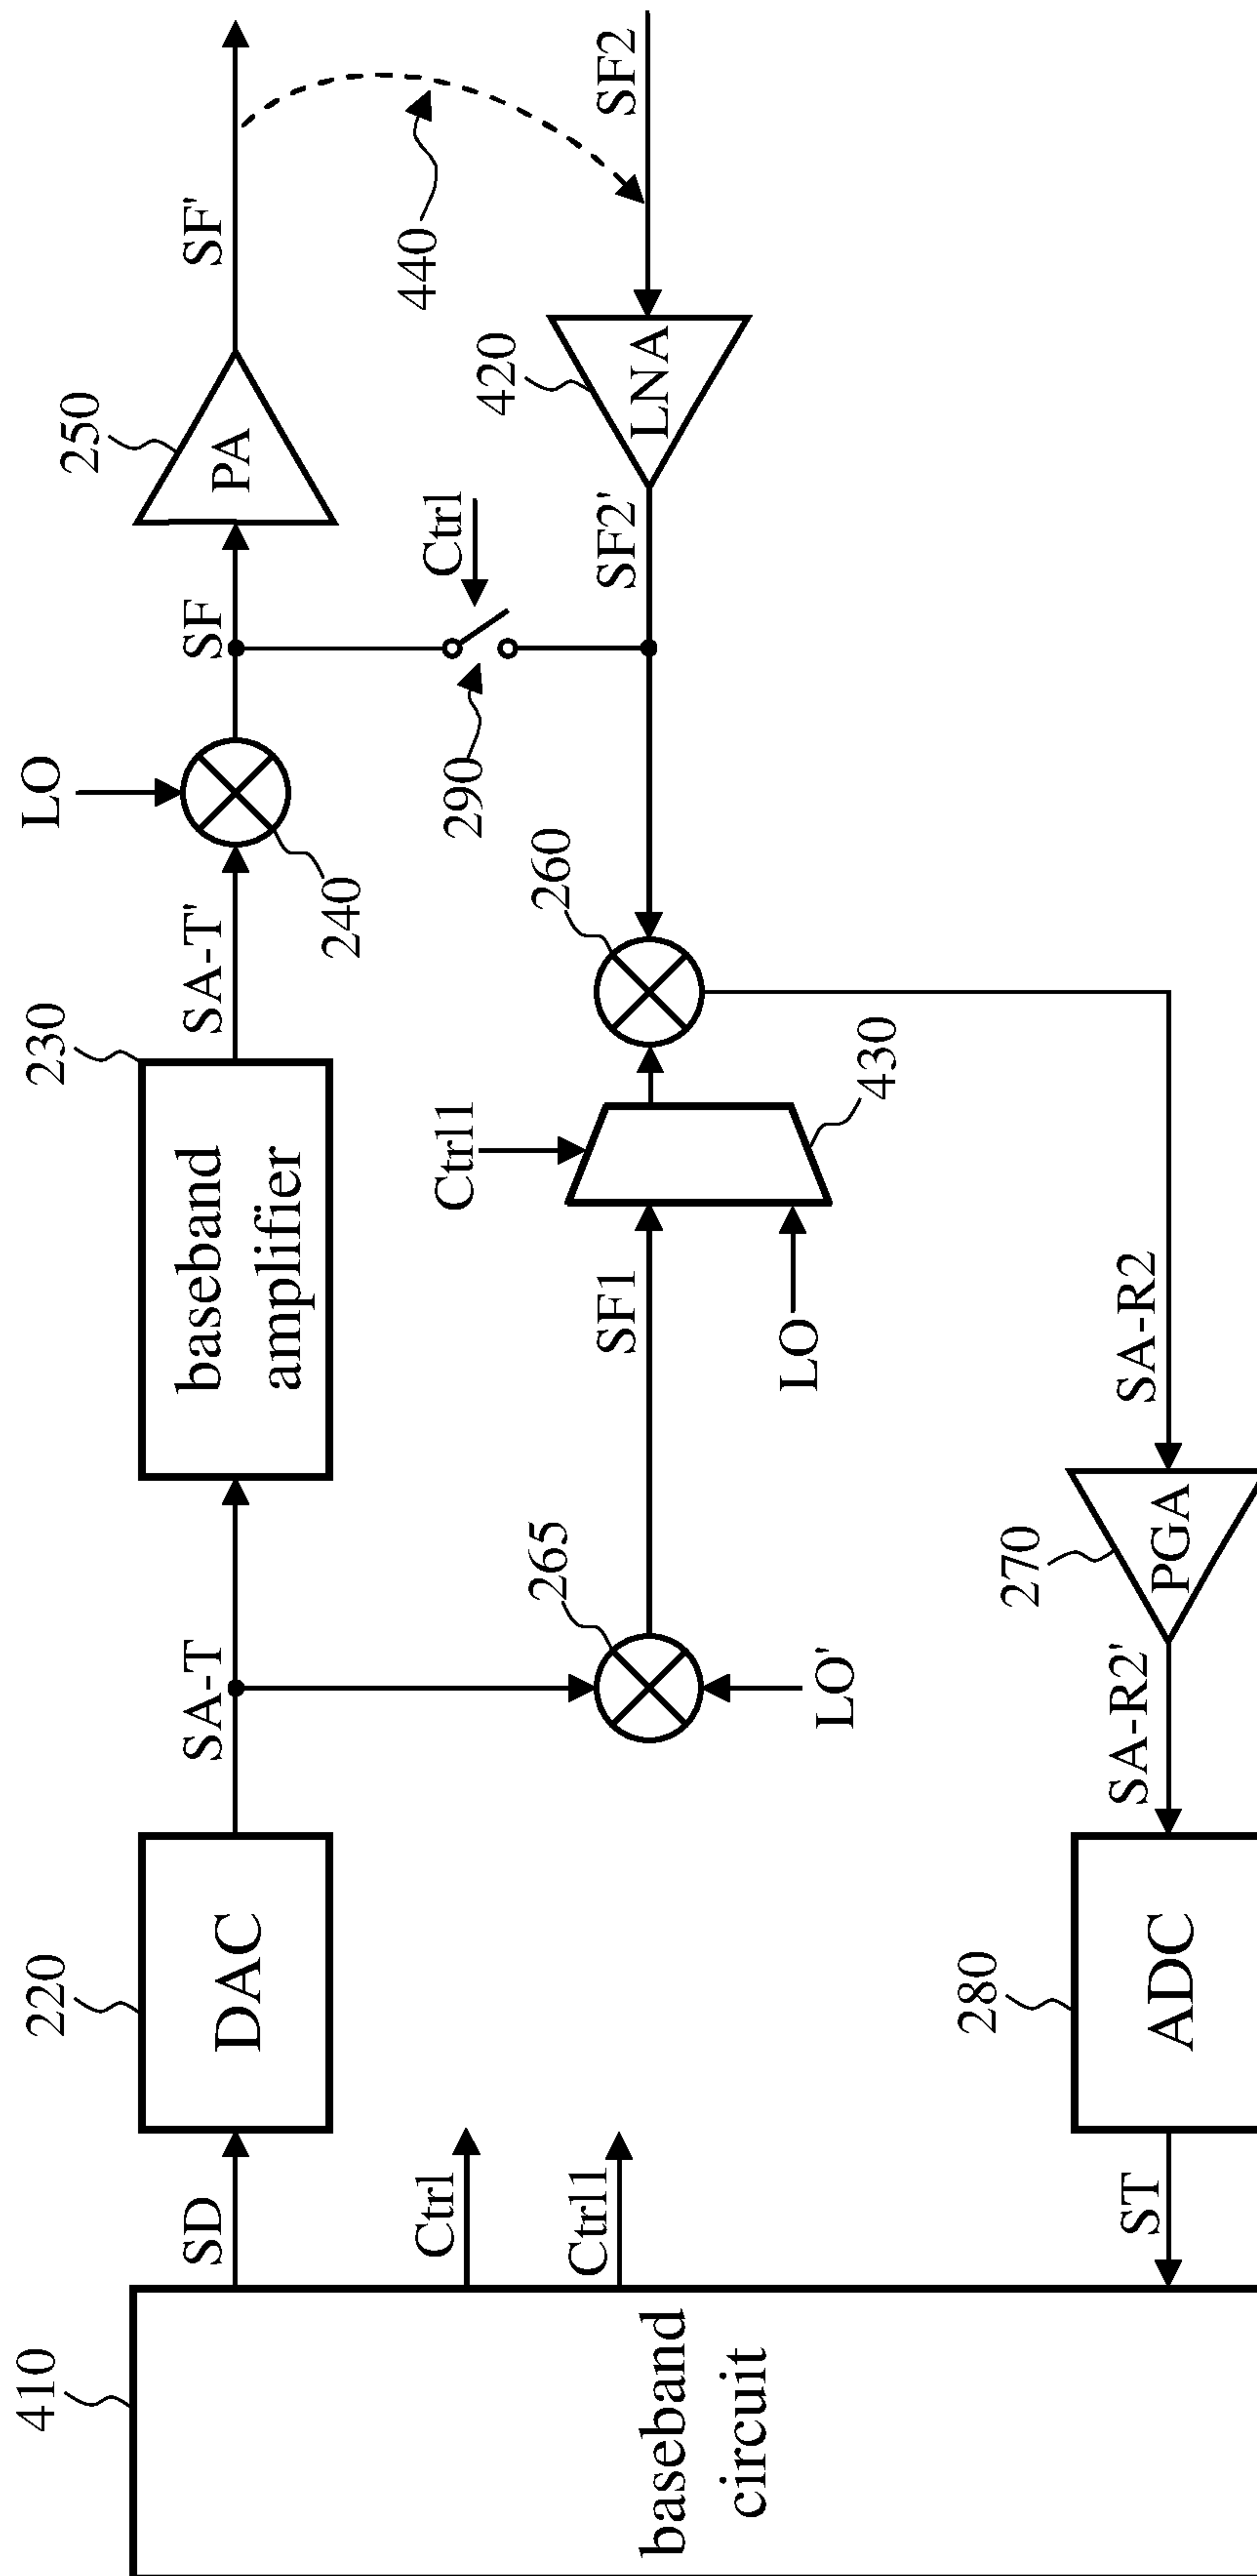 410
baseband
circuit
SD
Ctrl
Ctrl1
ST
220
DAC
SA-T
230
baseband
amplifier
SA-T'
LO
240
SF
250
PA
SF'
440
265
LO'
SF1
LO
Ctrl1
430
260
290
Ctrl
SF2'
420
LNA
SF2
280
ADC
SA-R2'
270
PGA
SA-R2